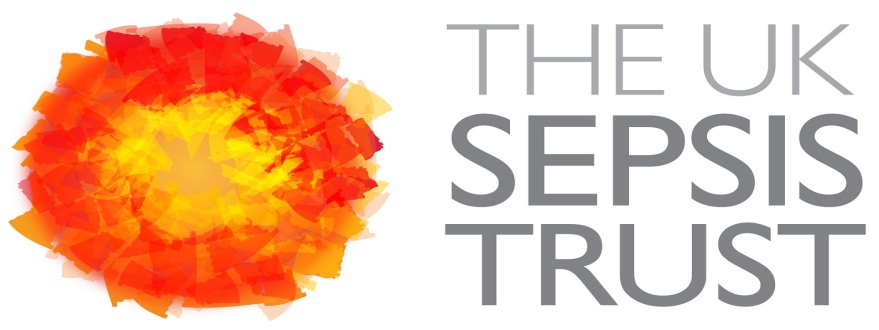 THE UK
SEPSIS
TRUST